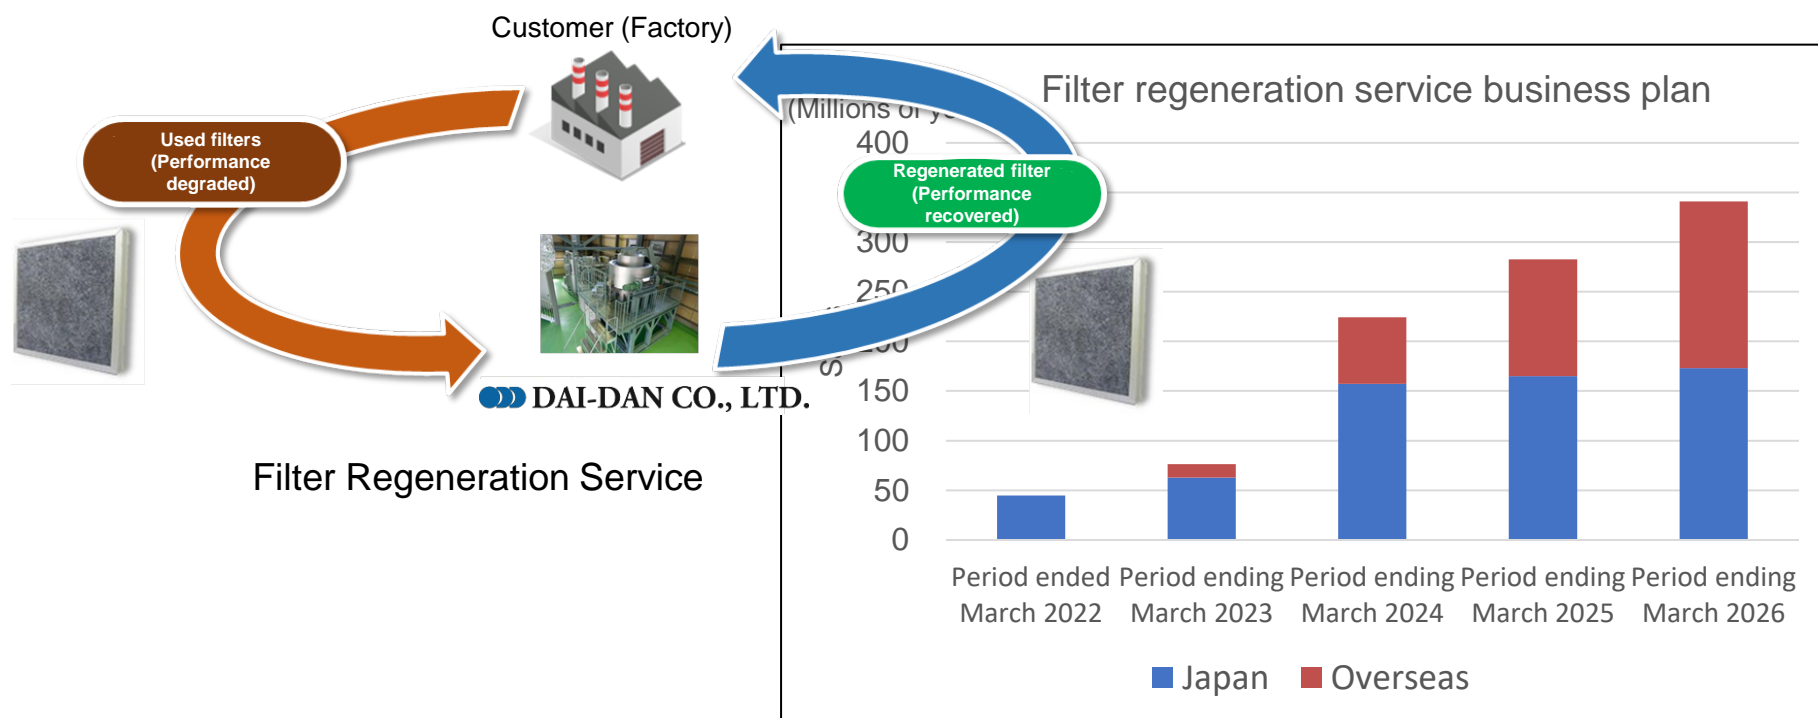 Customer (Factory)
Used filters
(Performance
degraded)
DAI-DAN CO., LTD.
Filter Regeneration Service
Regenerated filter
(Performance
recovered)
Filter regeneration service business plan
(Millions of
400
300
250
200
150
100
50
0
Period ended
March 2022
Period ending
March 2023
Period ending
March 2024
Period ending
March 2025
Period ending
March 2026
Japan
Overseas